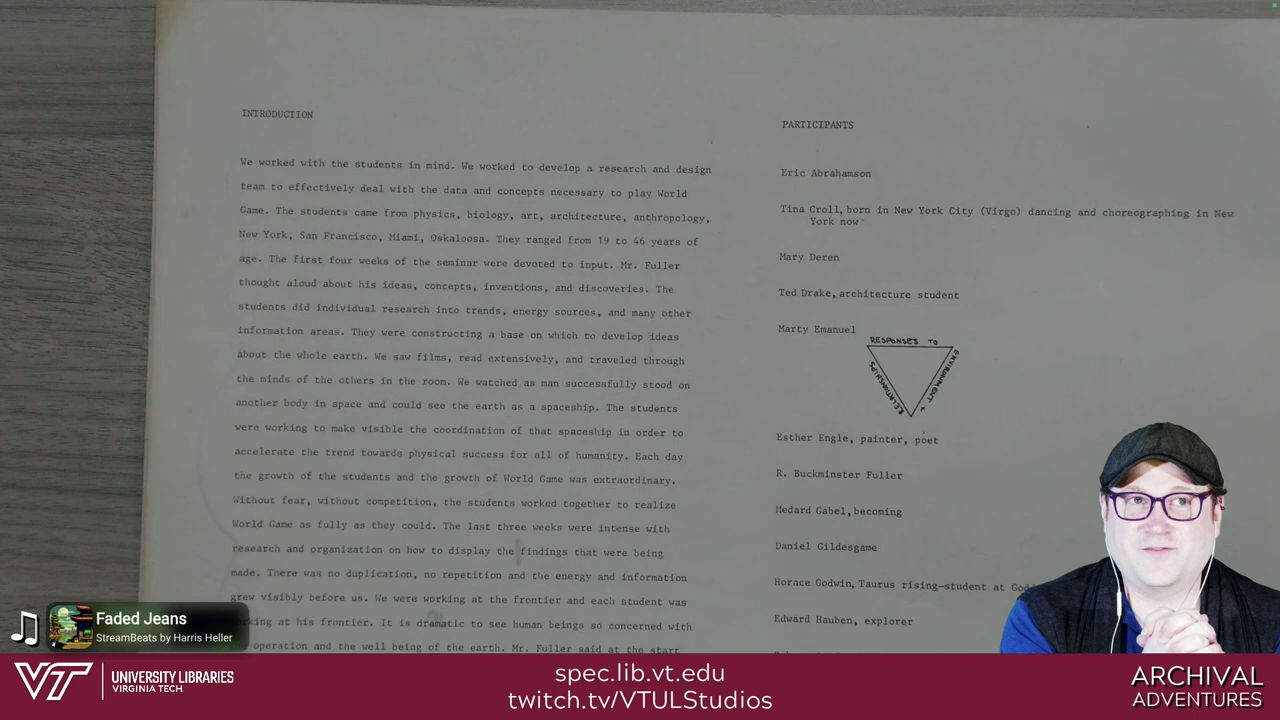 INTRODUCTION
We worked with the students in mind. We worked to develop a research and design
team to effectively deal with the data and concepts necessary to play World
Game. The students came from physics, biology, art, architecture, anthropology,
New York, San Francisco, Miami, Oskaloosa. They ranged from 19 to 46 years of
age. The first four weeks of the seminar were devoted to input. Mr. Fuller
thought aloud about his ideas, concepts, inventions, and discoveries. The
students did individual research into trends, energy sources, and many other
information areas. They were constructing a base on which to develop ideas
about the whole earth. We saw films, read extensively, and traveled through
the minds of the others in the room. We watched as man successfully stood on
another body in space and could see the earth as a spaceship. The students
were working to make visible the coordination of that spaceship in order to
accelerate the trend towards physical success for all of humanity. Each day
the growth of the students and the growth of World Game was extraordinary.
Without fear, without competition, the students worked together to realize
World Game as fully as they could. The last three weeks were intense with
research and organization on how to display the findings that were being
made. There was no duplication, no repetition and the energy and information
grew visibly before us. We were working at the frontier and each student was
at his frontier. It is dramatic to see human beings so concerned with
operation and the well being of the earth. Mr. Fuller said at the start
PARTICIPANTS
Eric Abrahamson
Tina Croll, born in New York City (Virgo) dancing and choreographing in New
York now
Mary Deren
Ted Drake, architecture student
Marty Emanuel
RESPONSES TO
ENVIRONMENT
+
RELATIONSHIPS
Esther Engle, painter, poet
R. Buckminster Fuller
Medard Gabel, becoming
Daniel Gildesgame
Horace Godwin, Taurus rising-student at
Edward Hauben, explorer
Faded Jeans
StreamBeats by Harris Heller
VT UNIVERSITY LIBRARIES
VIRGINIA TECH.
spec.lib.vt.edu
twitch.tv/VTULStudios
ARCHIVAL
ADVENTURES